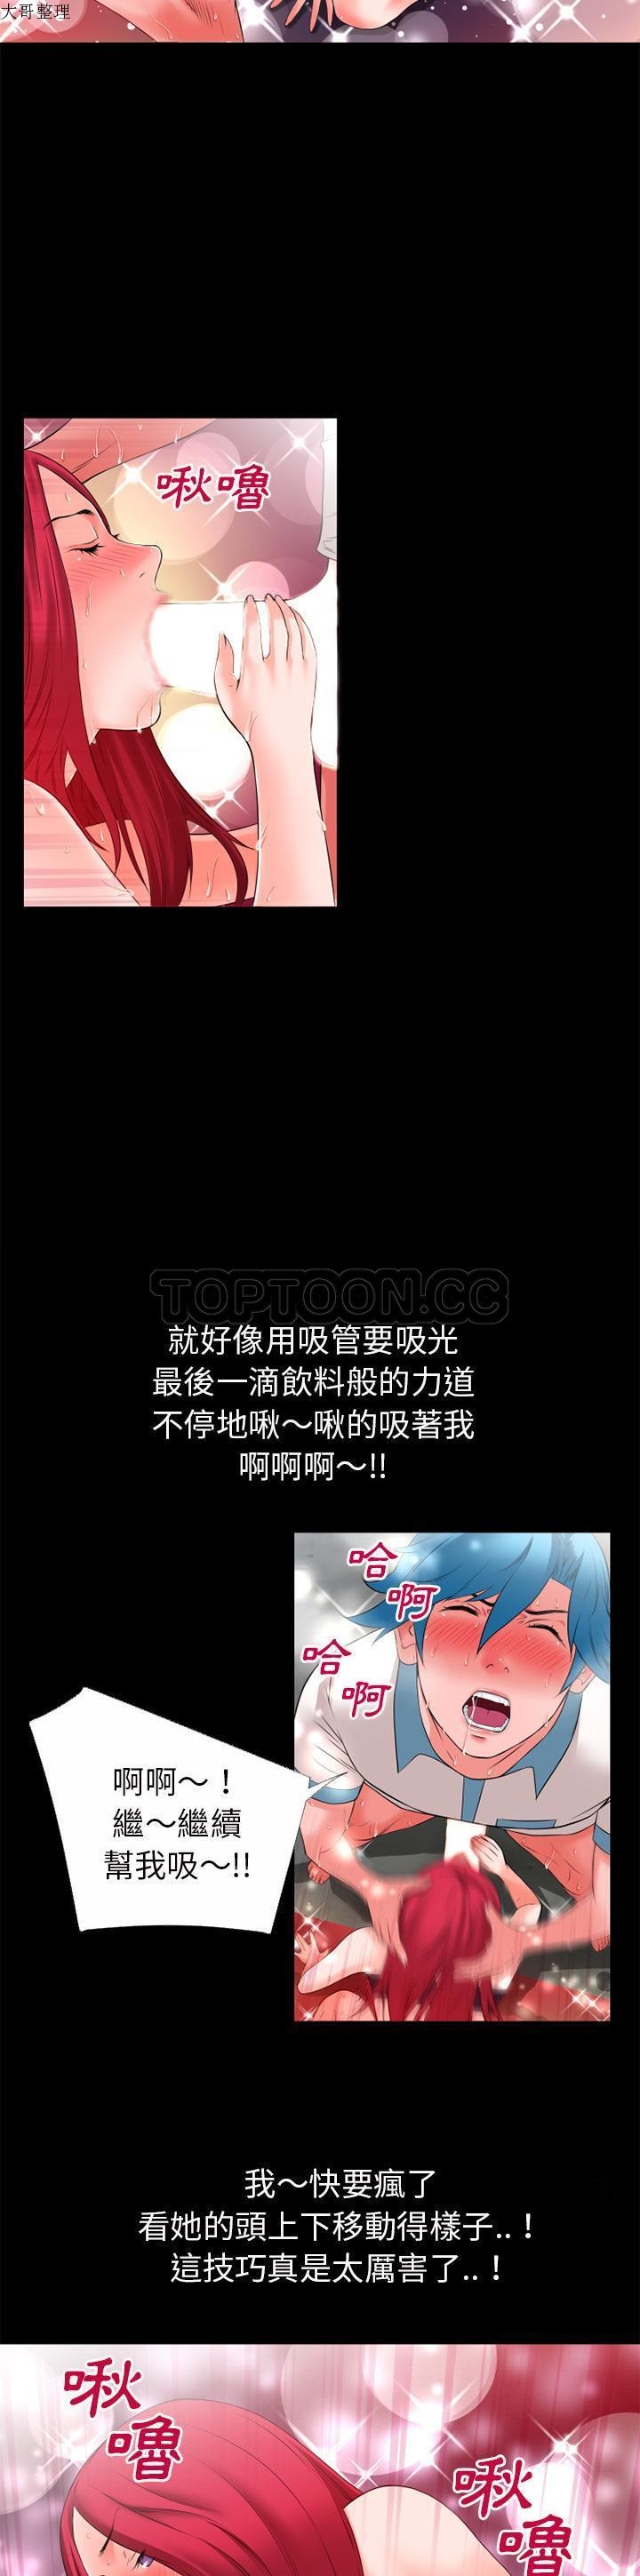 大哥整理
啾嚕
TOPTOON.CC
就好像用吸管要吸光
最後一滴飲料般的力道
不停地啾～啾的吸著我
啊啊啊～!!
哈
啊
哈
啊
啊啊～！
繼～繼續
幫我吸～!!
我～快要瘋了
看她的頭上下移動得樣子..！
這技巧真是太厲害了..！
啾
嚕
啾
嚕